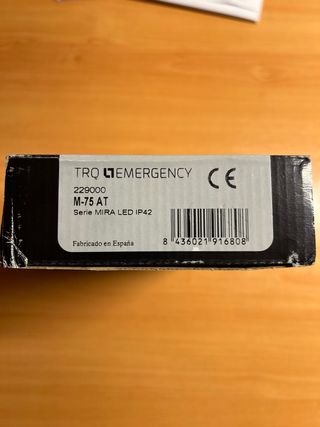 TRQ EMERGENCY
229000
M-75 AT
Serie MIRA LED IP42
Fabricado en España
CE
8 436021 916808